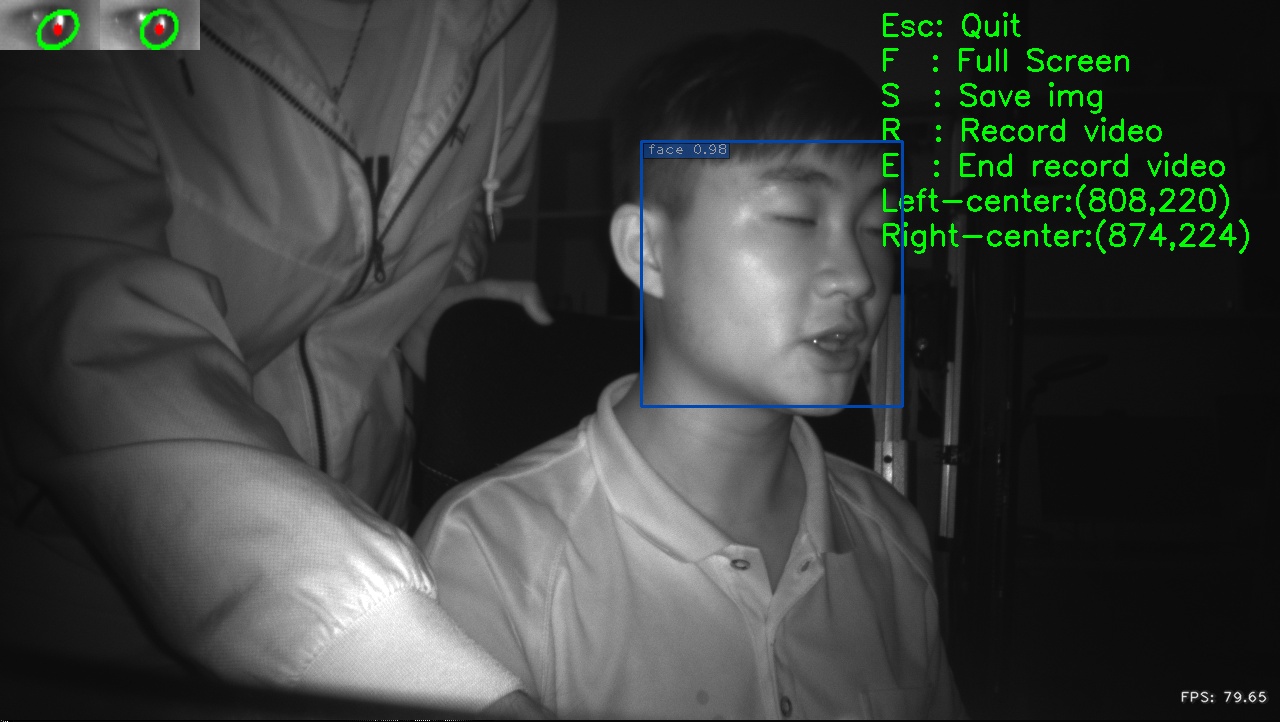 Esc: Quit
F : Full Screen
S : Save img
R : Record video
face 0.98
E : End record video
Left-center:(808,220)
Right-center:(874,224)
FPS: 79.65